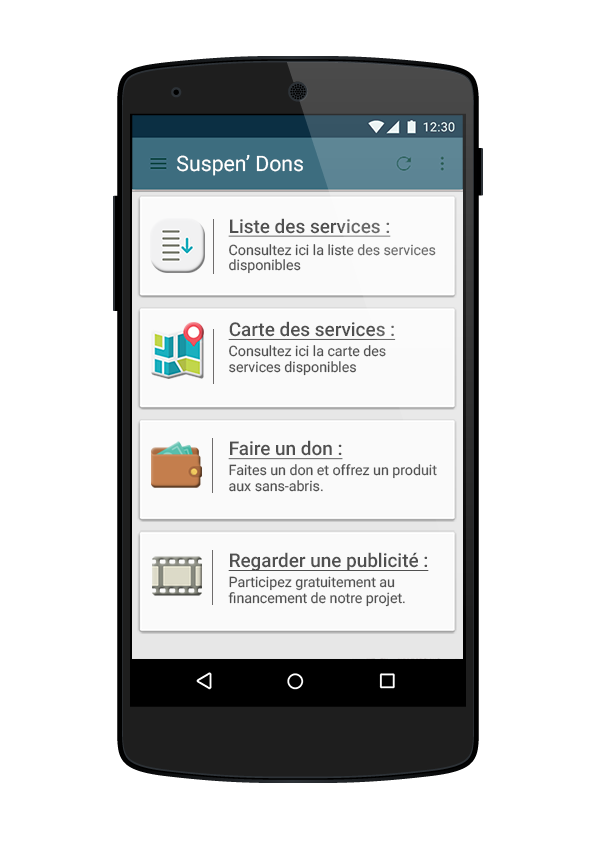 12:30
Suspen’ Dons
Liste des services :
Consultez ici la liste des services
disponibles
Carte des services :
Consultez ici la carte des
services disponibles
Faire un don :
Faites un don et offrez un produit
aux sans-abris.
Regarder une publicité :
Participez gratuitement au
financement de notre projet.